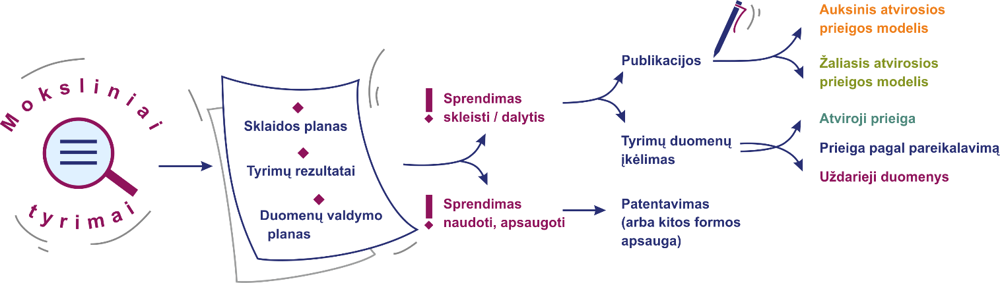 Moksliniai
tyrimai
Sklaidos planas
Tyrimų rezultatai
Duomenų valdymo
planas
Sprendimas
skleisti / dalytis
Sprendimas
naudoti, apsaugoti
Publikacijos
Tyrimų duomenų
įkėlimas
Patentavimas
(arba kitos formos
apsauga)
Auksinis atvirosios
prieigos modelis
Žaliasis atvirosios
prieigos modelis
Atviroji prieiga
Prieiga pagal pareikalavimą
Uždarieji duomenys